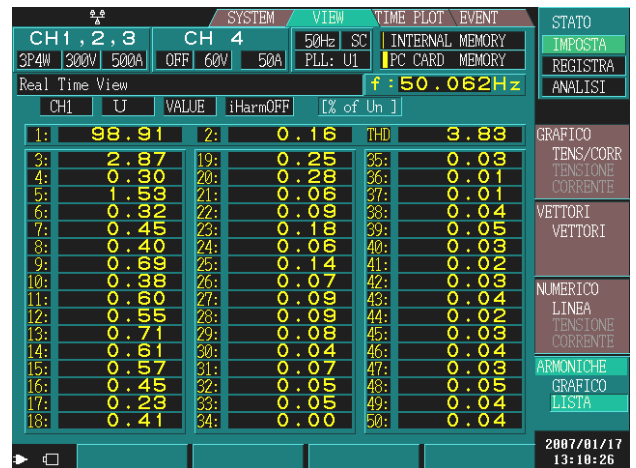 SYSTEM VIEW TIME PLOT EVENT
CH1,2,3 CH 4 50Hz SC INTERNAL MEMORY
3P4W 300V 500A OFF 60V 50A PLL: U1 PC CARD MEMORY
Real Time View f:50.062Hz
CH1 U VALUE iHarmOFF [% of Un ]
1: 98.91 2: 0.16 THD 3.83
3: 2.87 19: 0.25 35: 0.03
4: 0.30 20: 0.28 36: 0.01
5: 1.53 21: 0.06 37: 0.01
6: 0.32 22: 0.09 38: 0.04
7: 0.45 23: 0.18 39: 0.05
8: 0.40 24: 0.06 40: 0.03
9: 0.69 25: 0.14 41: 0.02
10: 0.38 26: 0.07 42: 0.03
11: 0.60 27: 0.09 43: 0.04
12: 0.55 28: 0.09 44: 0.02
13: 0.71 29: 0.08 45: 0.03
14: 0.61 30: 0.04 46: 0.04
15: 0.57 31: 0.07 47: 0.03
16: 0.45 32: 0.05 48: 0.05
17: 0.23 33: 0.05 49: 0.04
18: 0.41 34: 0.00 50: 0.04
STATO
IMPOSTA
REGISTRA
ANALISI
GRAFICO
TENS/CORR
TENSIONE
CORRENTE
VETTORI
VETTORI
NUMERICO
LINEA
TENSIONE
CORRENTE
ARMONICHE
GRAFICO
LISTA
2007/01/17
13:10:26